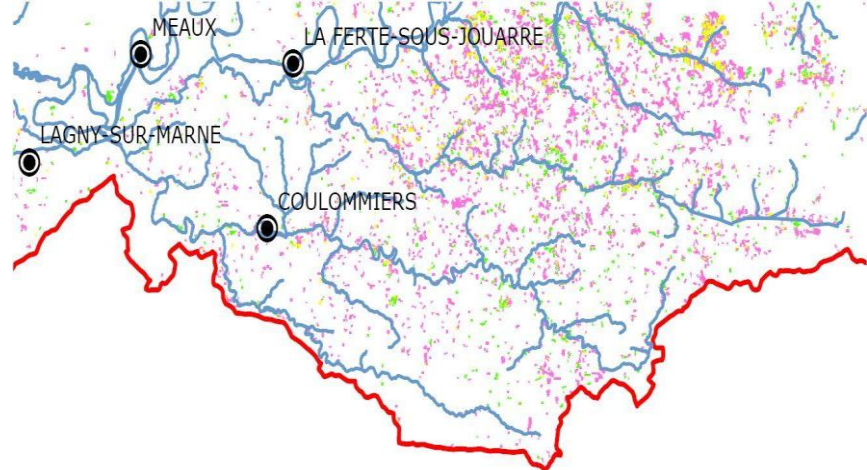 MEAUX
LA FERTE-SOUS-JOUARRE
LAGNY-SUR-MARNE
COULOMMIERS